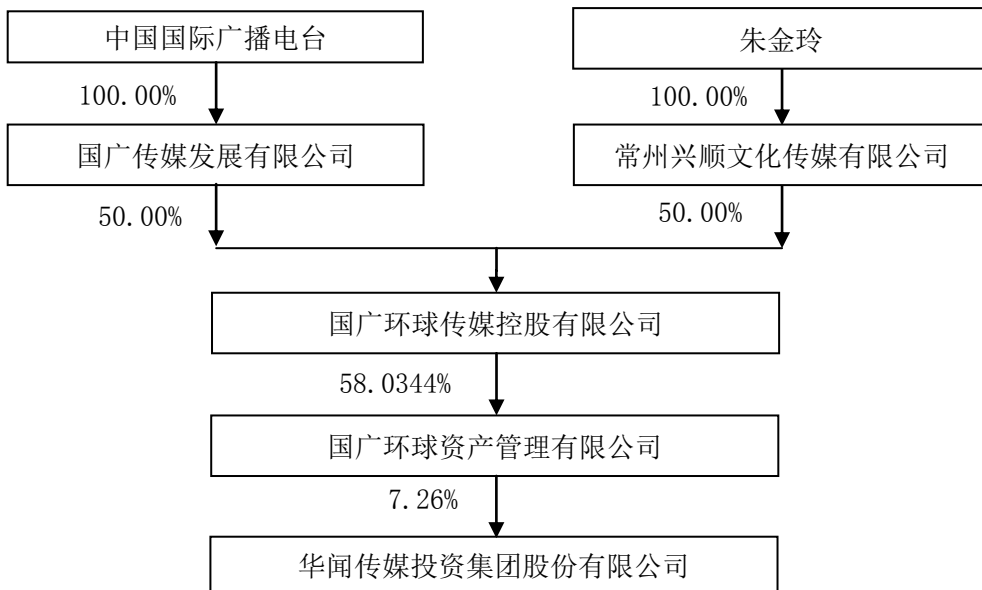 中国国际广播电台
朱金玲
100.00%
100.00%
国广传媒发展有限公司
常州兴顺文化传媒有限公司
50.00%
50.00%
国广环球传媒控股有限公司
58.0344%
国广环球资产管理有限公司
7.26%
华闻传媒投资集团股份有限公司